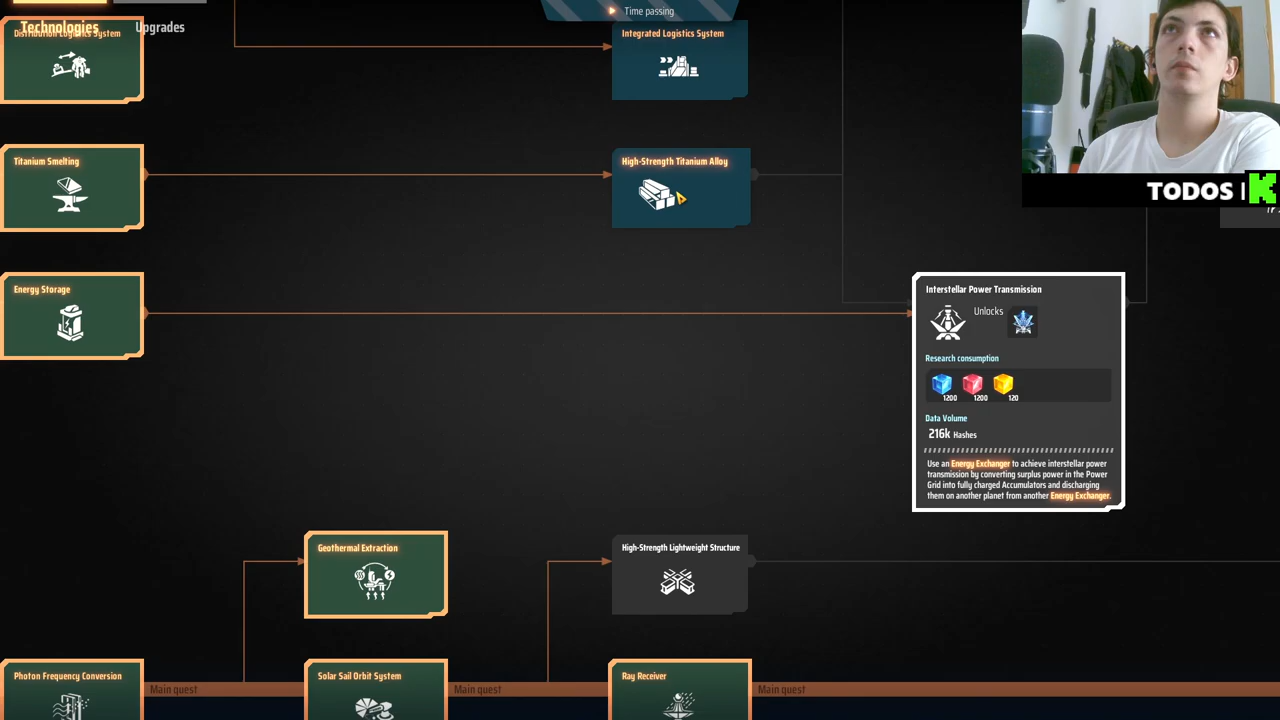 Time passing
Technologies
Upgrades
Distribution Logistics System
Integrated Logistics System
Titanium Smelting
High-Strength Titanium Alloy
TODOS
K
Energy Storage
Interstellar Power Transmission
Unlocks
Research consumption
1200
1200
120
Data Volume
216k Hashes
Use an Energy Exchanger to achieve interstellar power
transmission by converting surplus power in the Power
Grid into fully charged Accumulators and discharging
them on another planet from another Energy Exchanger.
Geothermal Extraction
High-Strength Lightweight Structure
Photon Frequency Conversion
Main quest
Solar Sail Orbit System
Main quest
Ray Receiver
Main quest